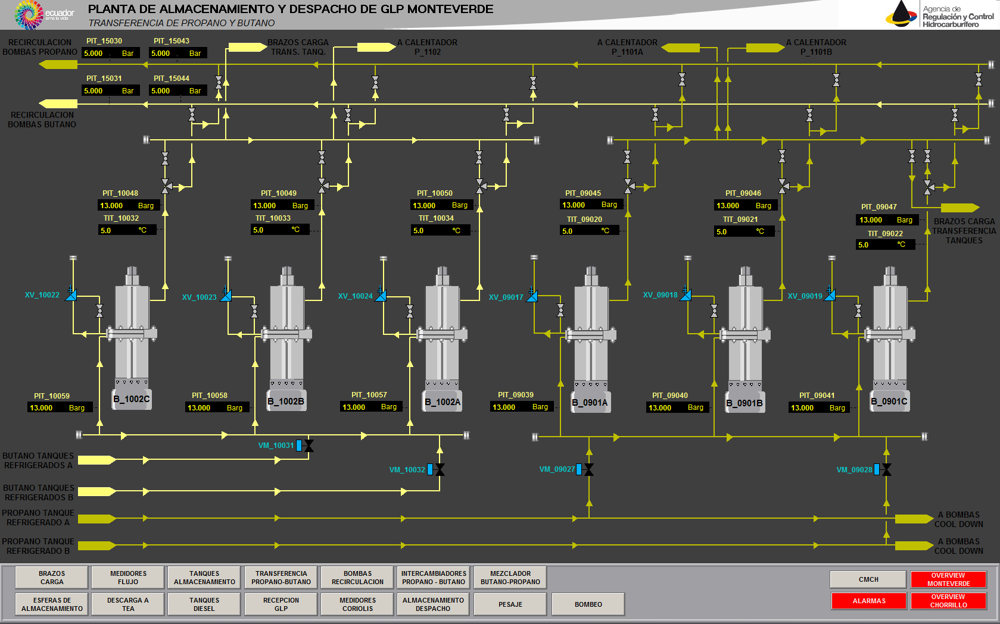 ecuador
ama la vida
PLANTA DE ALMACENAMIENTO Y DESPACHO DE GLP MONTEVERDE
TRANSFERENCIA DE PROPANO Y BUTANO
Agencia de
Regulación y Control
Hidrocarburífero
RECIRCULACION
BOMBAS PROPANO
PIT_15030
5.000 Bar
PIT_15043
5.000 Bar
BRAZOS CARGA
TRANS. TANQ.
A CALENTADOR
P_1102
A CALENTADOR
P_1101A
A CALENTADOR
P_1101B
PIT_15031
5.000 Bar
PIT_15044
5.000 Bar
RECIRCULACION
BOMBAS BUTANO
PIT_10048
13.000 Barg
TIT_10032
5.0 ºC
PIT_10049
13.000 Barg
TIT_10033
5.0 ºC
PIT_10050
13.000 Barg
TIT_10034
5.0 ºC
PIT_09045
13.000 Barg
TIT_09020
5.0 ºC
PIT_09046
13.000 Barg
TIT_09021
5.0 ºC
PIT_09047
13.000 Barg
TIT_09022
5.0 ºC
BRAZOS CARGA
TRANSFERENCIA
TANQUES
XV_10022
XV_10023
XV_10024
XV_09017
XV_09018
XV_09019
B_1002C
B_1002B
B_1002A
B_0901A
B_0901B
B_0901C
PIT_10059
13.000 Barg
PIT_10058
13.000 Barg
PIT_10057
13.000 Barg
PIT_09039
13.000 Barg
PIT_09040
13.000 Barg
PIT_09041
13.000 Barg
VM_10031
VM_10032
VM_09027
VM_09028
BUTANO TANQUES
REFRIGERADOS A
BUTANO TANQUES
REFRIGERADOS B
PROPANO TANQUE
REFRIGERADO A
PROPANO TANQUE
REFRIGERADO B
A BOMBAS
COOL DOWN
A BOMBAS
COOL DOWN
BRAZOS
CARGA
MEDIDORES
FLUJO
TANQUES
ALMACENAMIENTO
TRANSFERENCIA
PROPANO-BUTANO
BOMBAS
RECIRCULACION
INTERCAMBIADORES
PROPANO - BUTANO
MEZCLADOR
BUTANO-PROPANO
CMCH
OVERVIEW
MONTEVERDE
ESFERAS DE
ALMACENAMIENTO
DESCARGA A
TEA
TANQUES
DIESEL
RECEPCION
GLP
MEDIDORES
CORIOLIS
ALMACENAMIENTO
DESPACHO
PESAJE
BOMBEO
ALARMAS
OVERVIEW
CHORRILLO